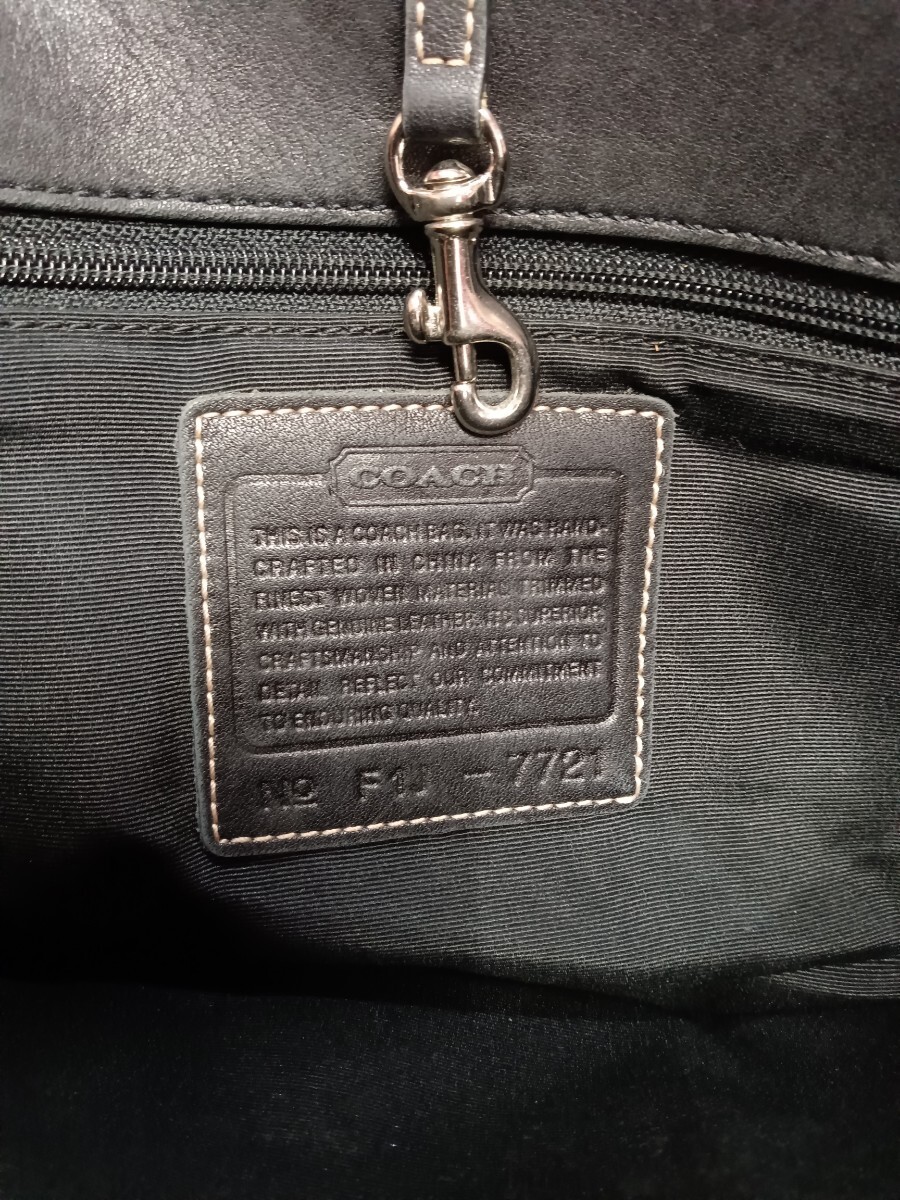 COACH
THIS IS A COACH BAG. IT WAS HAND-
CRAFTED IN CHINA FROM THE
FINEST WOVEN MATERIAL TRIMMED
WITH GENUINE LEATHER. ITS SUPERIOR
CRAFTSMANSHIP AND ATTENTION TO
DETAIL REFLECT OUR COMMITMENT
TO ENDURING QUALITY.
No F1J - 7721